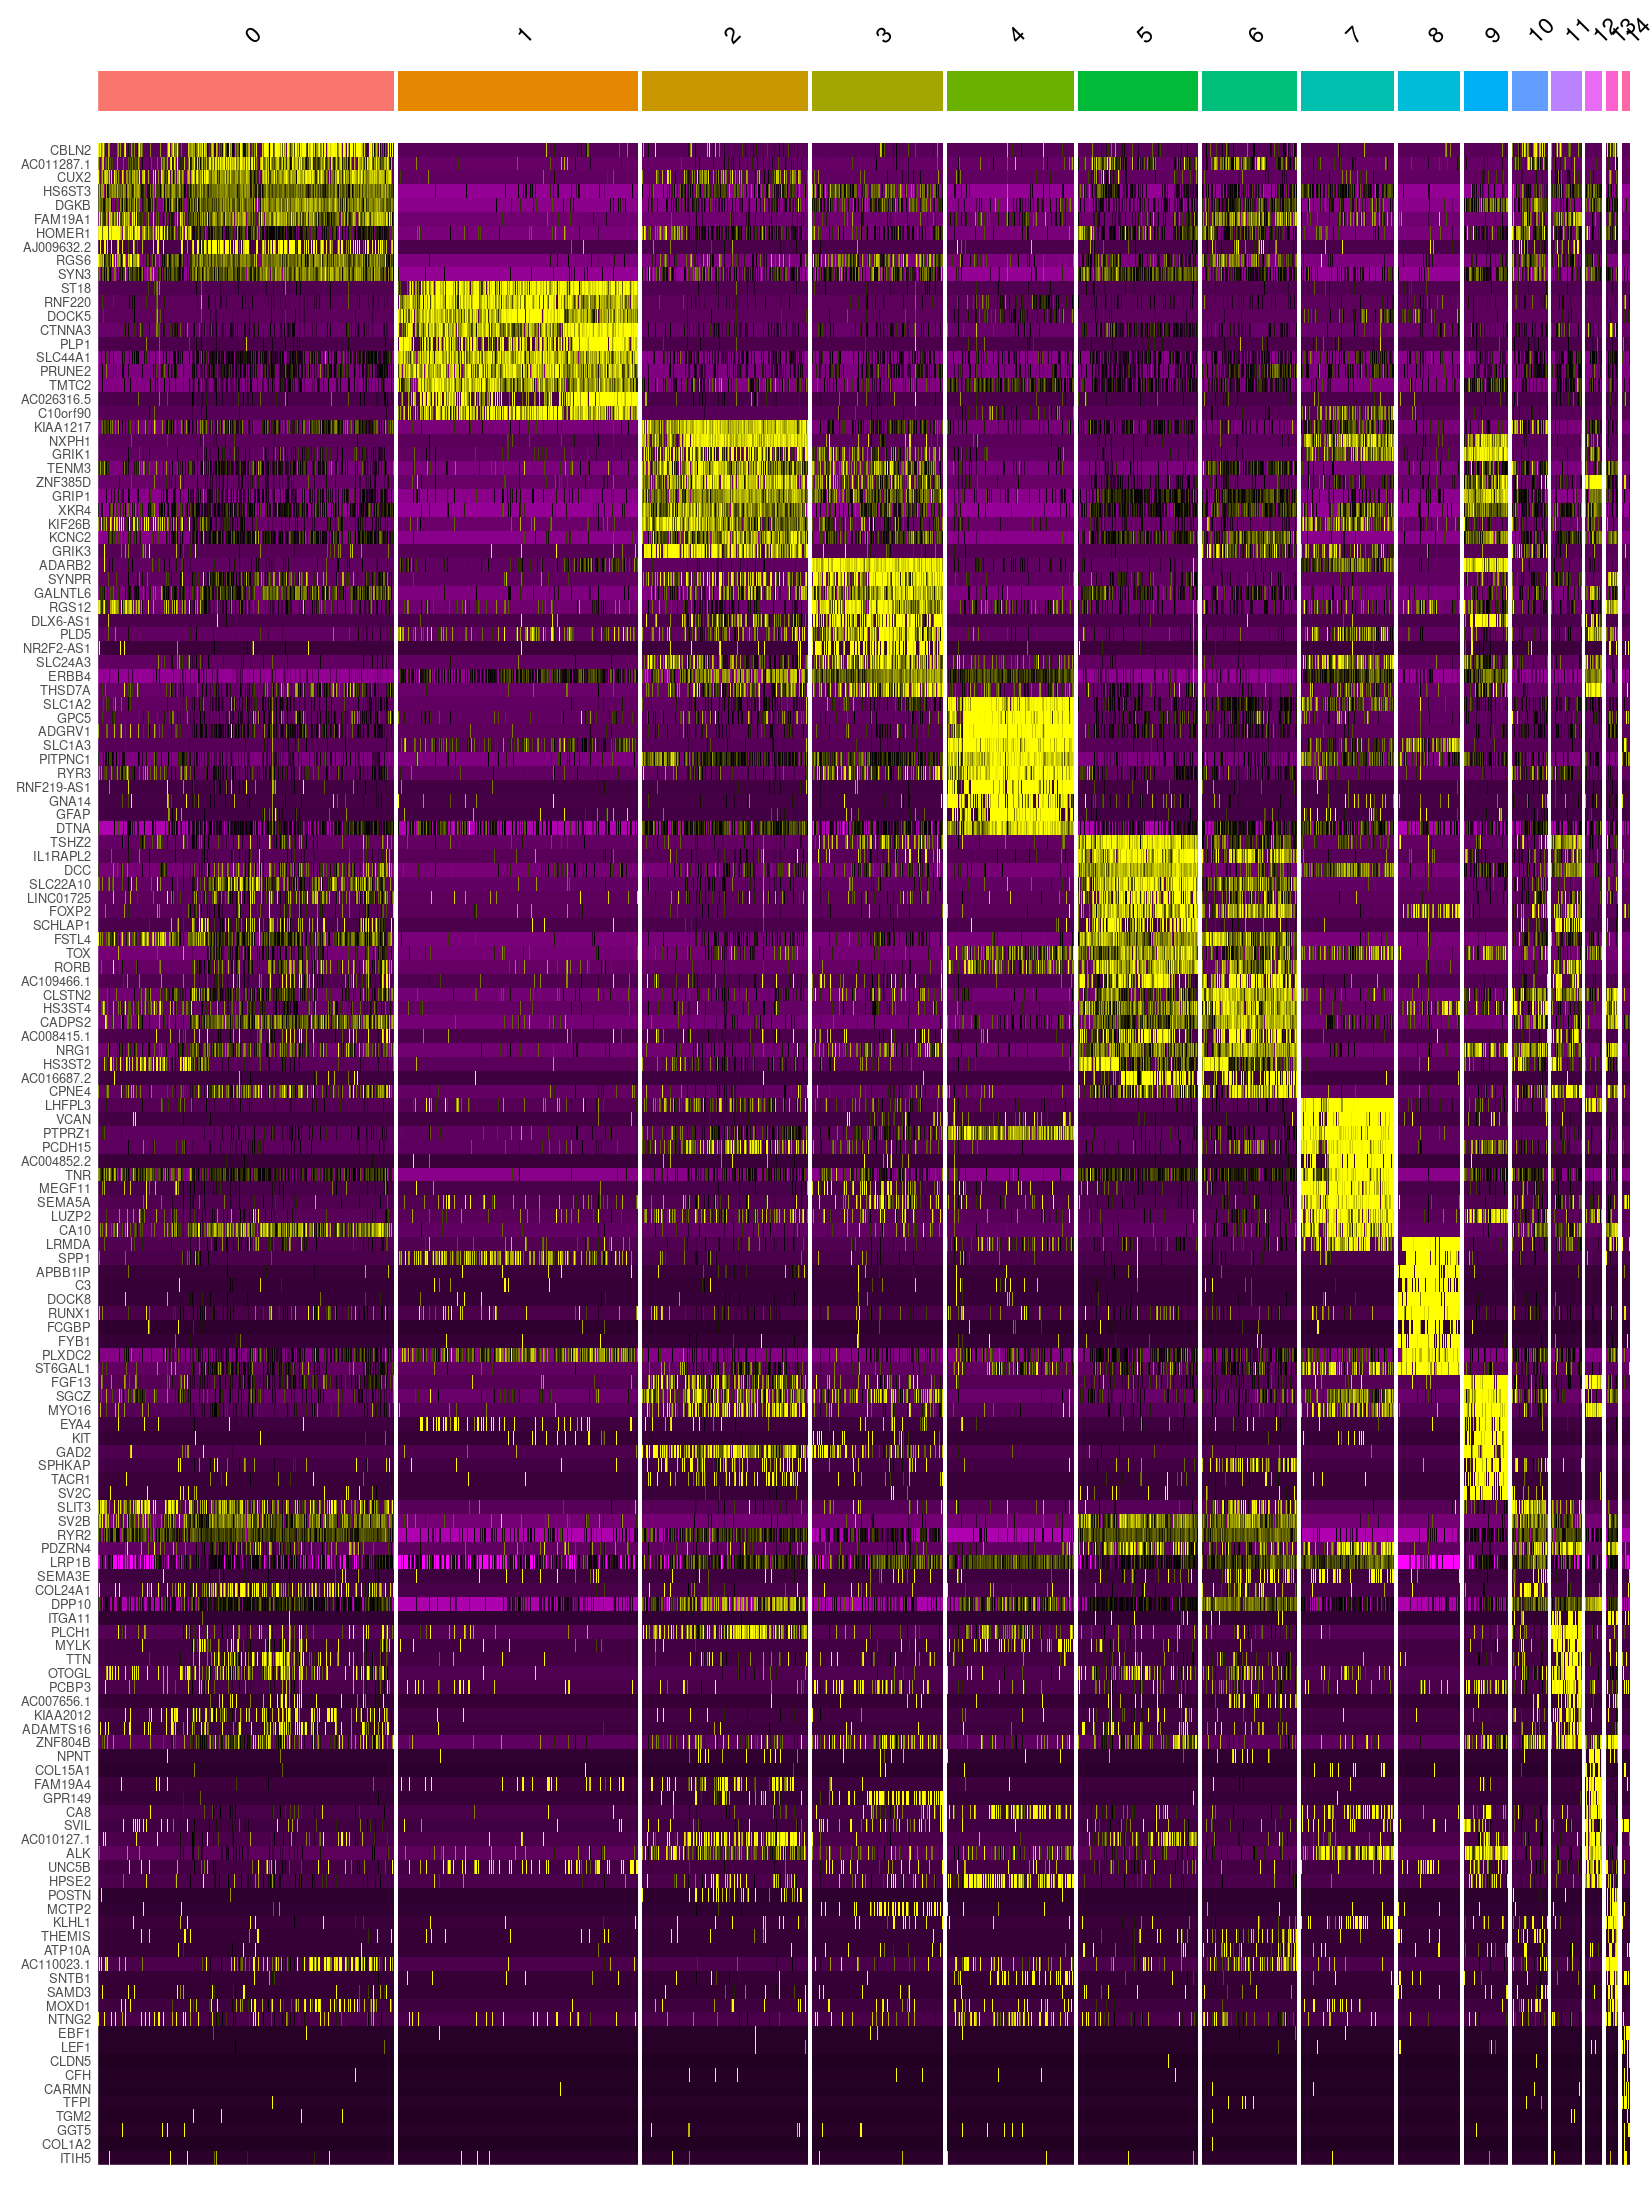 0 1 2 3 4 5 6 7 8 9 10 11 12 13 14
CBLN2
AC011287.1
CUX2
HS6ST3
DGKB
FAM19A1
HOMER1
AJ009632.2
RGS6
SYN3
ST18
RNF220
DOCK5
CTNNA3
PLP1
SLC44A1
PRUNE2
TMTC2
AC026316.5
C10orf90
KIAA1217
NXPH1
GRIK1
TENM3
ZNF385D
GRIP1
XKR4
KIF26B
KCNC2
GRIK3
ADARB2
SYNPR
GALNTL6
RGS12
DLX6-AS1
PLD5
NR2F2-AS1
SLC24A3
ERBB4
THSD7A
SLC1A2
GPC5
ADGRV1
SLC1A3
PITPNC1
RYR3
RNF219-AS1
GNA14
GFAP
DTNA
TSHZ2
IL1RAPL2
DCC
SLC22A10
LINC01725
FOXP2
SCHLAP1
FSTL4
TOX
RORB
AC109466.1
CLSTN2
HS3ST4
CADPS2
AC008415.1
NRG1
HS3ST2
AC016687.2
CPNE4
LHFPL3
VCAN
PTPRZ1
PCDH15
AC004852.2
TNR
MEGF11
SEMA5A
LUZP2
CA10
LRMDA
SPP1
APBB1IP
C3
DOCK8
RUNX1
FCGBP
FYB1
PLXDC2
ST6GAL1
FGF13
SGCZ
MYO16
EYA4
KIT
GAD2
SPHKAP
TACR1
SV2C
SLIT3
SV2B
RYR2
PDZRN4
LRP1B
SEMA3E
COL24A1
DPP10
ITGA11
PLCH1
MYLK
TTN
OTOGL
PCBP3
AC007656.1
KIAA2012
ADAMTS16
ZNF804B
NPNT
COL15A1
FAM19A4
GPR149
CA8
SVIL
AC010127.1
ALK
UNC5B
HPSE2
POSTN
MCTP2
KLHL1
THEMIS
ATP10A
AC110023.1
SNTB1
SAMD3
MOXD1
NTNG2
EBF1
LEF1
CLDN5
CFH
CARMN
TFPI
TGM2
GGT5
COL1A2
ITIH5